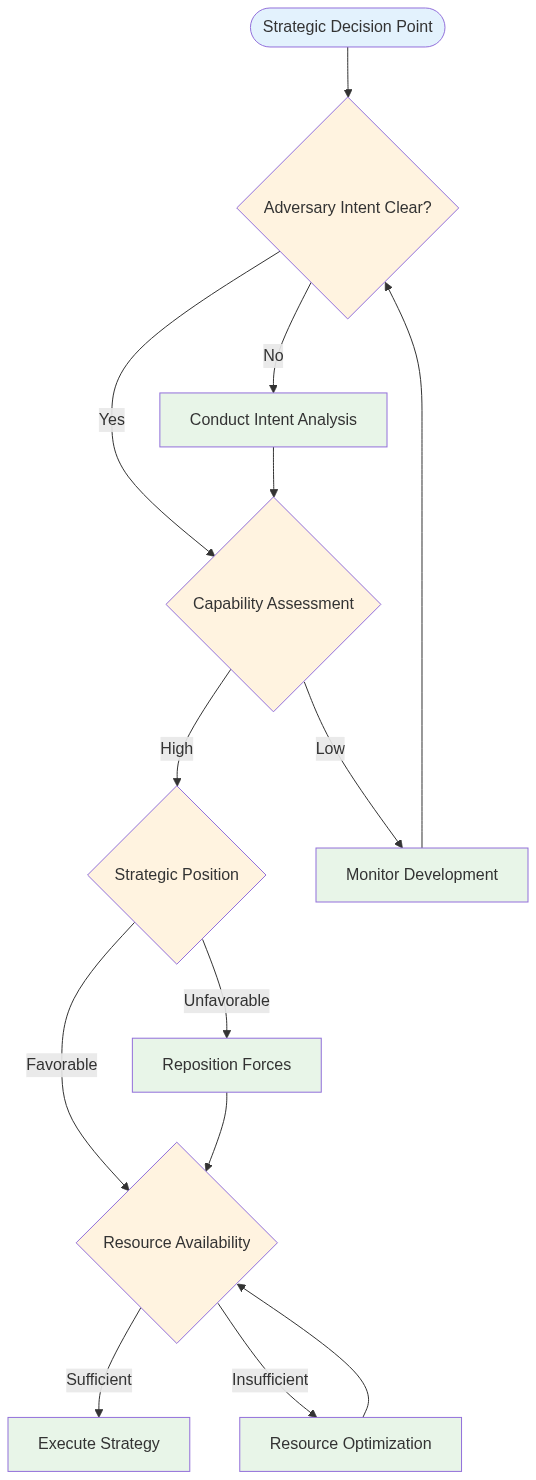 Strategic Decision Point
Adversary Intent Clear?
No
Yes
Conduct Intent Analysis
Capability Assessment
High
Low
Strategic Position
Monitor Development
Unfavorable
Favorable
Reposition Forces
Resource Availability
Sufficient
Insufficient
Execute Strategy
Resource Optimization